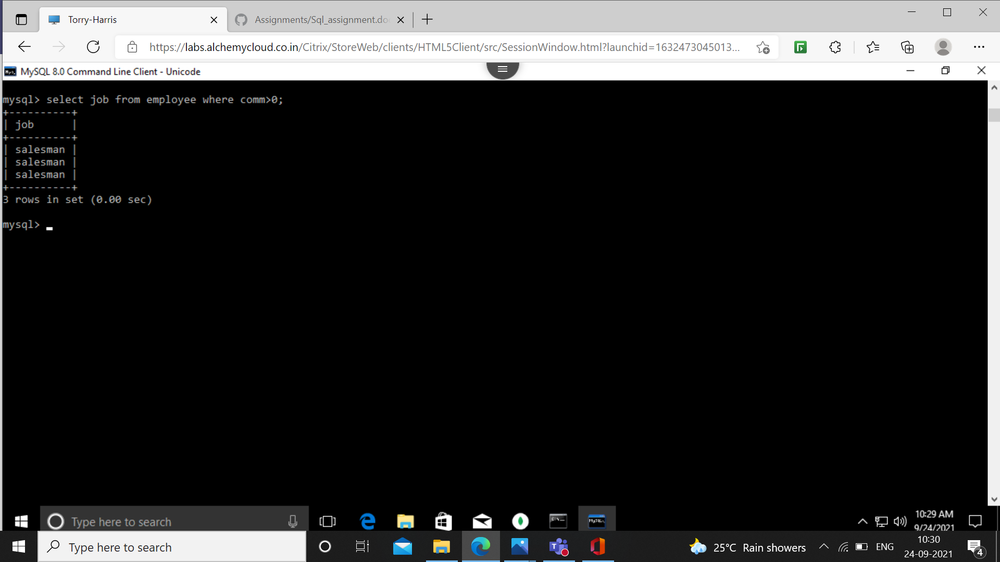 Torry-Harris
Assignments/Sql_assignment.do
https://labs.alchemycloud.co.in/Citrix/StoreWeb/clients/HTML5Client/src/SessionWindow.html?launchid=1632473045013...
MySQL 8.0 Command Line Client - Unicode
mysql> select job from employee where comm>0;
+----------+
| job      |
+----------+
| salesman |
| salesman |
| salesman |
+----------+
3 rows in set (0.00 sec)
mysql>
Type here to search
10:29 AM
9/24/2021
Type here to search
25°C Rain showers
ENG
10:30
24-09-2021
4